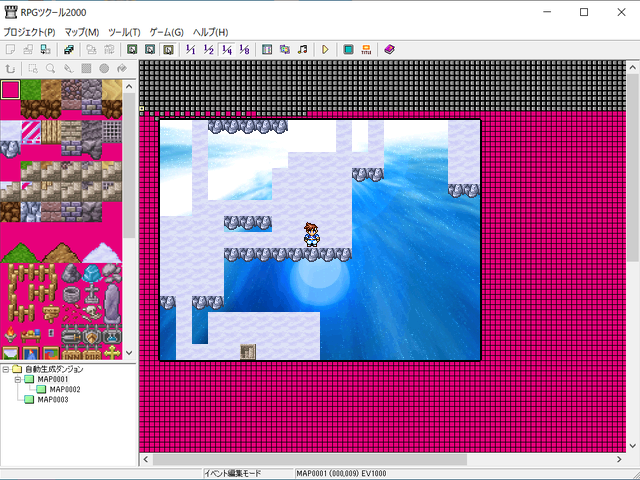 RPGツクール2000
プロジェクト(P) マップ(M) ツール(T) ゲーム(G) ヘルプ(H)
1/1 1/2 1/4 1/8
TITLE
INN
自動生成ダンジョン
MAP0001
MAP0002
MAP0003
イベント編集モード MAP0001 (000,009) EV1000